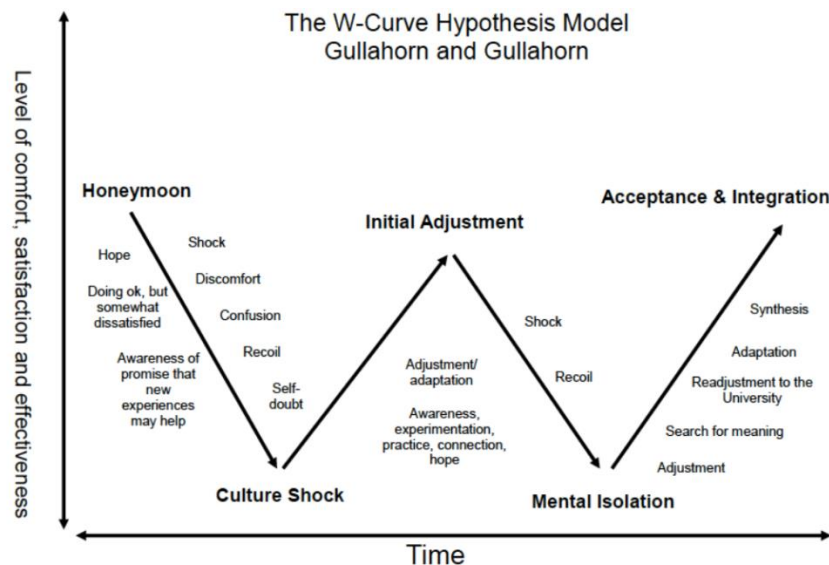 The W-Curve Hypothesis Model
Gullahorn and Gullahorn
Level of comfort, satisfaction and effectiveness
Honeymoon
Hope
Doing ok, but
somewhat
dissatisfied
Awareness of
promise that
new
experiences
may help
Shock
Discomfort
Confusion
Recoil
Self-
doubt
Culture Shock
Initial Adjustment
Adjustment/
adaptation
Awareness,
experimentation,
practice, connection,
hope
Shock
Recoil
Mental Isolation
Acceptance & Integration
Synthesis
Adaptation
Readjustment to the
University
Search for meaning
Adjustment
Time